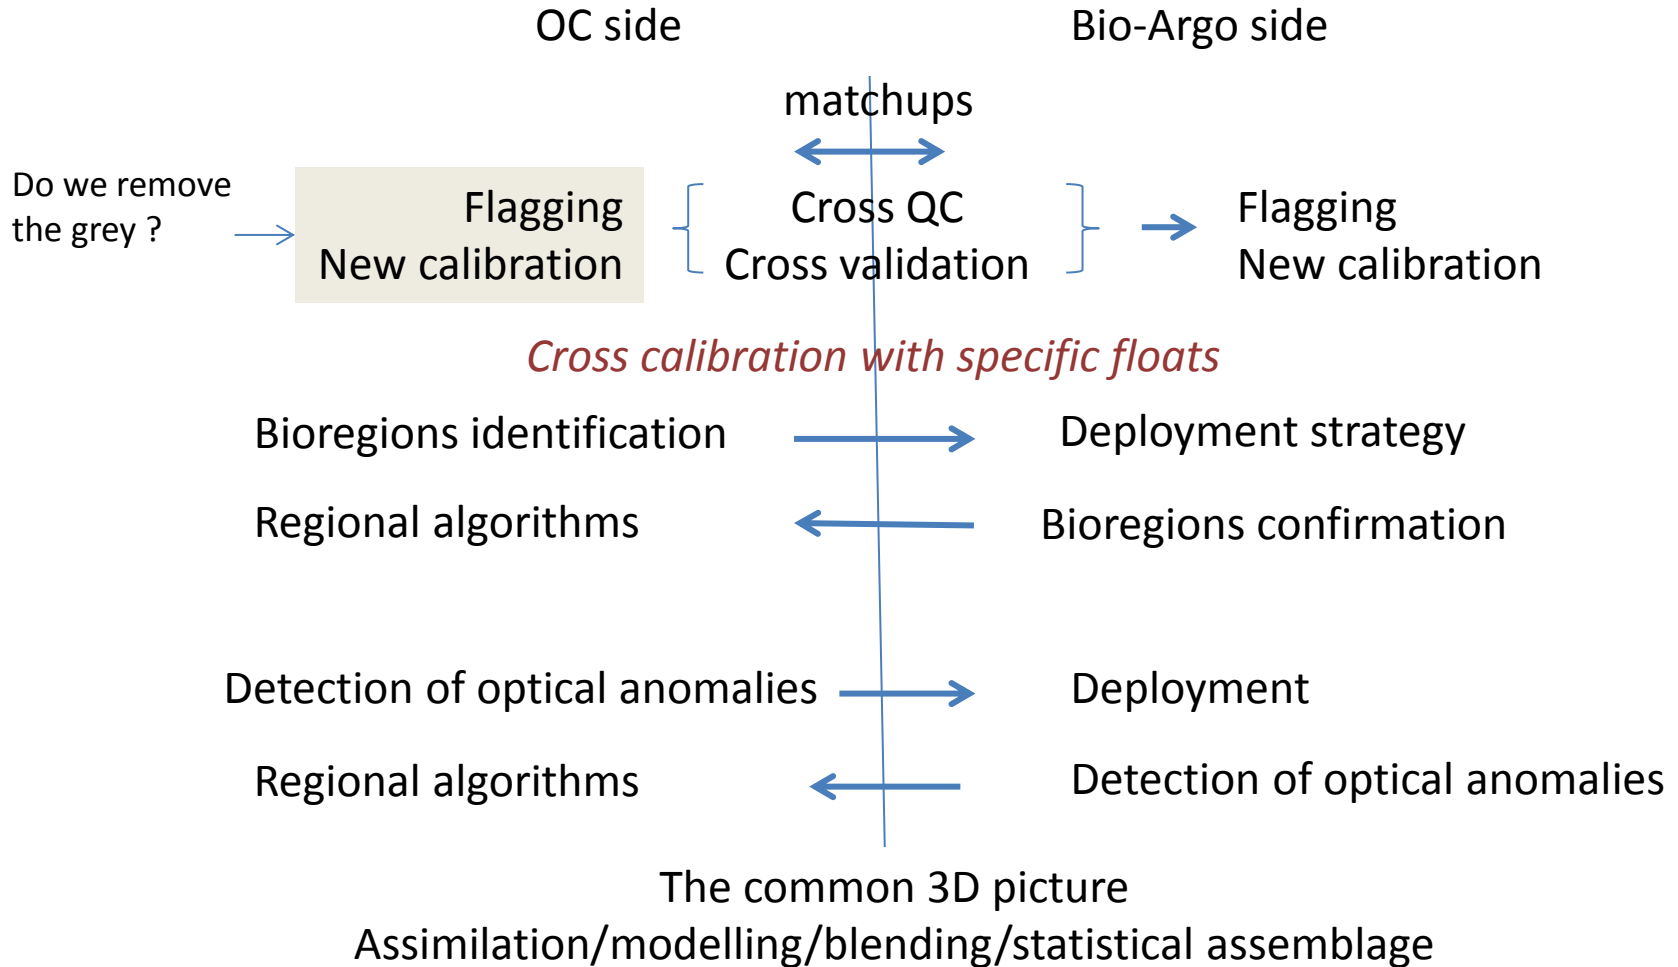 OC side
Bio-Argo side
matchups
Do we remove
the grey ?
Flagging
New calibration
Cross QC
Cross validation
Flagging
New calibration
Cross calibration with specific floats
Bioregions identification
Deployment strategy
Regional algorithms
Bioregions confirmation
Detection of optical anomalies
Deployment
Regional algorithms
Detection of optical anomalies
The common 3D picture
Assimilation/modelling/blending/statistical assemblage